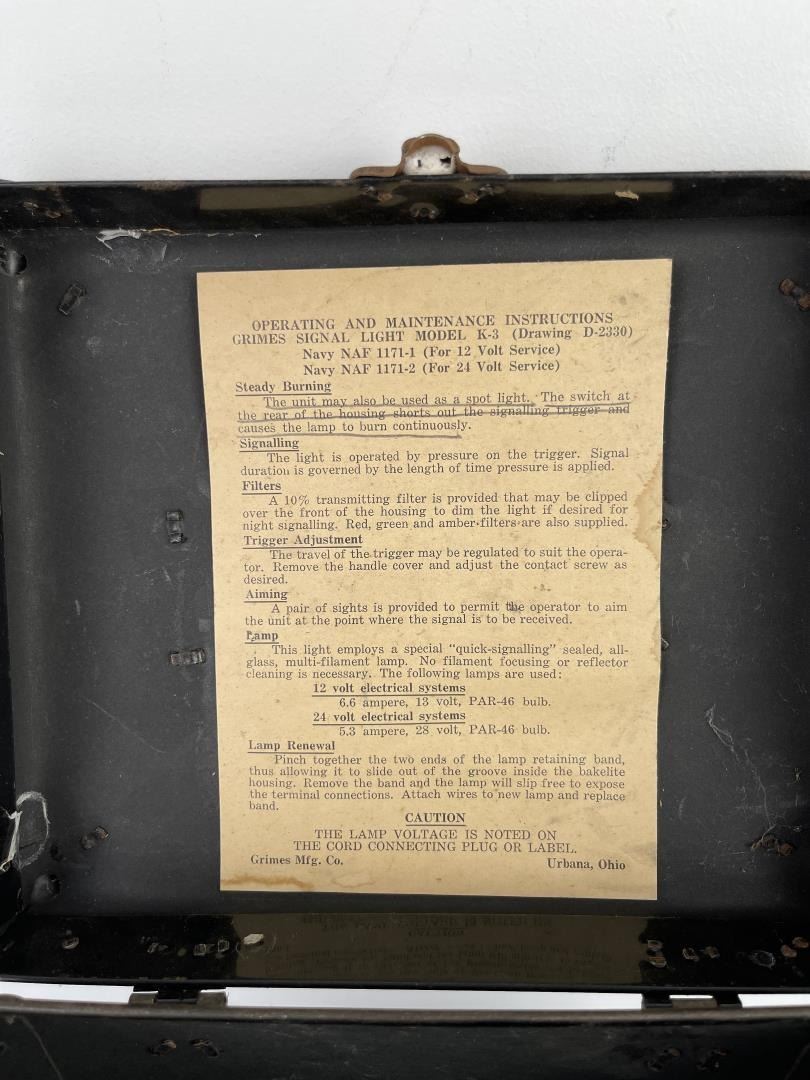 OPERATING AND MAINTENANCE INSTRUCTIONS
GRIMES SIGNAL LIGHT MODEL K-3 (Drawing D-2330)
Navy NAF 1171-1 (For 12 Volt Service)
Navy NAF 1171-2 (For 24 Volt Service)
Steady Burning
The unit may also be used as a spot light. The switch at
the rear of the housing shorts out the signalling trigger and
causes the lamp to burn continuously.
Signalling
The light is operated by pressure on the trigger. Signal
duration is governed by the length of time pressure is applied.
Filters
A 10% transmitting filter is provided that may be clipped
over the front of the housing to dim the light if desired for
night signalling. Red, green and amber filters are also supplied.
Trigger Adjustment
The travel of the trigger may be regulated to suit the opera-
tor. Remove the handle cover and adjust the contact screw as
desired.
Aiming
A pair of sights is provided to permit the operator to aim
the unit at the point where the signal is to be received.
Lamp
This light employs a special "quick-signalling" sealed, all-
glass, multi-filament lamp. No filament focusing or reflector
cleaning is necessary. The following lamps are used:
12 volt electrical systems
6.6 ampere, 13 volt, PAR-46 bulb.
24 volt electrical systems
5.3 ampere, 28 volt, PAR-46 bulb.
Lamp Renewal
Pinch together the two ends of the lamp retaining band,
thus allowing it to slide out of the groove inside the bakelite
housing. Remove the band and the lamp will slip free to expose
the terminal connections. Attach wires to new lamp and replace
band.
CAUTION
THE LAMP VOLTAGE IS NOTED ON
THE CORD CONNECTING PLUG OR LABEL.
Grimes Mfg. Co. Urbana, Ohio